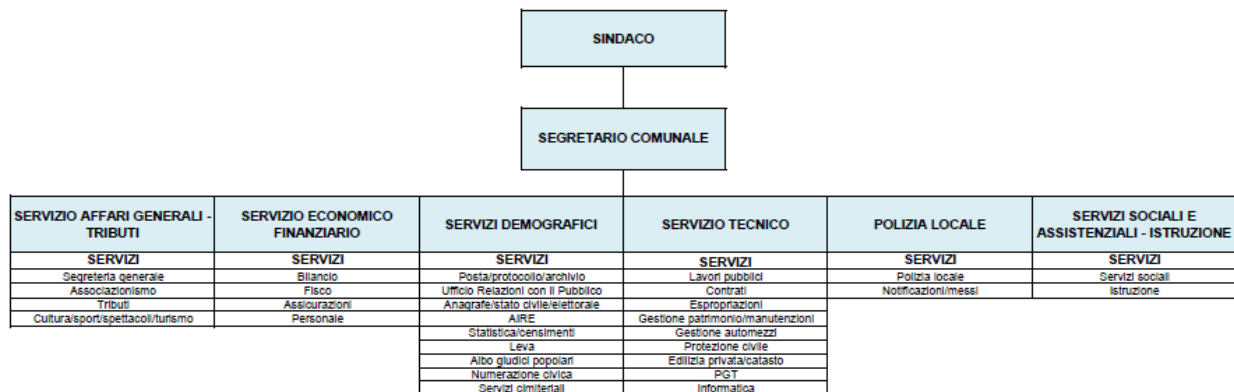 SINDACO
SEGRETARIO COMUNALE
SERVIZIO AFFARI GENERALI -
TRIBUTI
SERVIZI
Segreteria generale
Associazionismo
Tributi
Cultura/sport/spettacoli/turismo
SERVIZIO ECONOMICO
FINANZIARIO
SERVIZI
Bilancio
Fisco
Assicurazioni
Personale
SERVIZI DEMOGRAFICI
SERVIZI
Posta/protocollo/archivio
Ufficio Relazioni con il Pubblico
Anagrafe/stato civile/elettorale
AIRE
Statistica/censimenti
Leva
Albo giudici popolari
Numerazione civica
Servizi cimiteriali
SERVIZIO TECNICO
SERVIZI
Lavori pubblici
Contrati
Espropriazioni
Gestione patrimonio/manutenzioni
Gestione automezzi
Protezione civile
Edilizia privata/catasto
PGT
Informatica
POLIZIA LOCALE
SERVIZI
Polizia locale
Notificazioni/messi
SERVIZI SOCIALI E
ASSISTENZIALI - ISTRUZIONE
SERVIZI
Servizi sociali
Istruzione